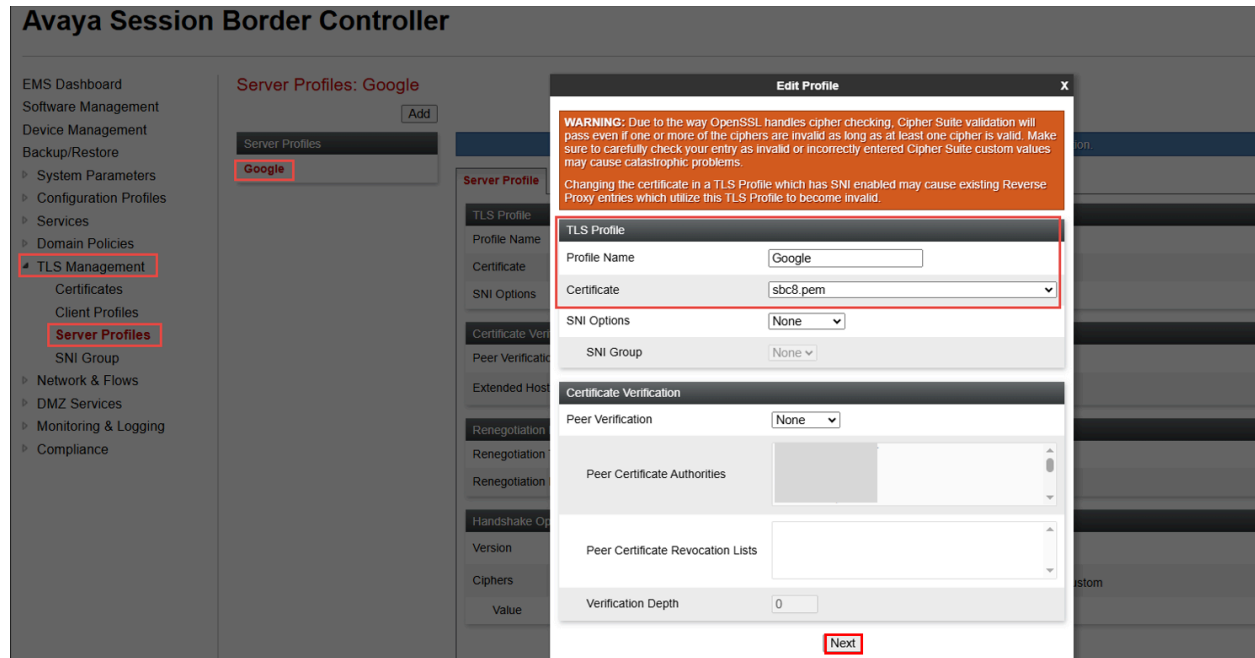 Avaya Session Border Controller
EMS Dashboard
Software Management
Device Management
Backup/Restore
System Parameters
Configuration Profiles
Services
Domain Policies
TLS Management
Certificates
Client Profiles
Server Profiles
SNI Group
Network & Flows
DMZ Services
Monitoring & Logging
Compliance
Server Profiles: Google
Add
Server Profiles
Google
Server Profile
TLS Profile
Profile Name
Certificate
SNI Options
Certificate Veri
Peer Verificatio
Extended Host
Renegotiation
Renegotiation
Renegotiation
Handshake Op
Version
Ciphers
Value
ion.
ustom
Edit Profile
X
WARNING: Due to the way OpenSSL handles cipher checking, Cipher Suite validation will
pass even if one or more of the ciphers are invalid as long as at least one cipher is valid. Make
sure to carefully check your entry as invalid or incorrectly entered Cipher Suite custom values
may cause catastrophic problems.
Changing the certificate in a TLS Profile which has SNI enabled may cause existing Reverse
Proxy entries which utilize this TLS Profile to become invalid.
TLS Profile
Profile Name Google
Certificate sbc8.pem
SNI Options None
SNI Group None
Certificate Verification
Peer Verification None
Peer Certificate Authorities
Peer Certificate Revocation Lists
Verification Depth 0
Next